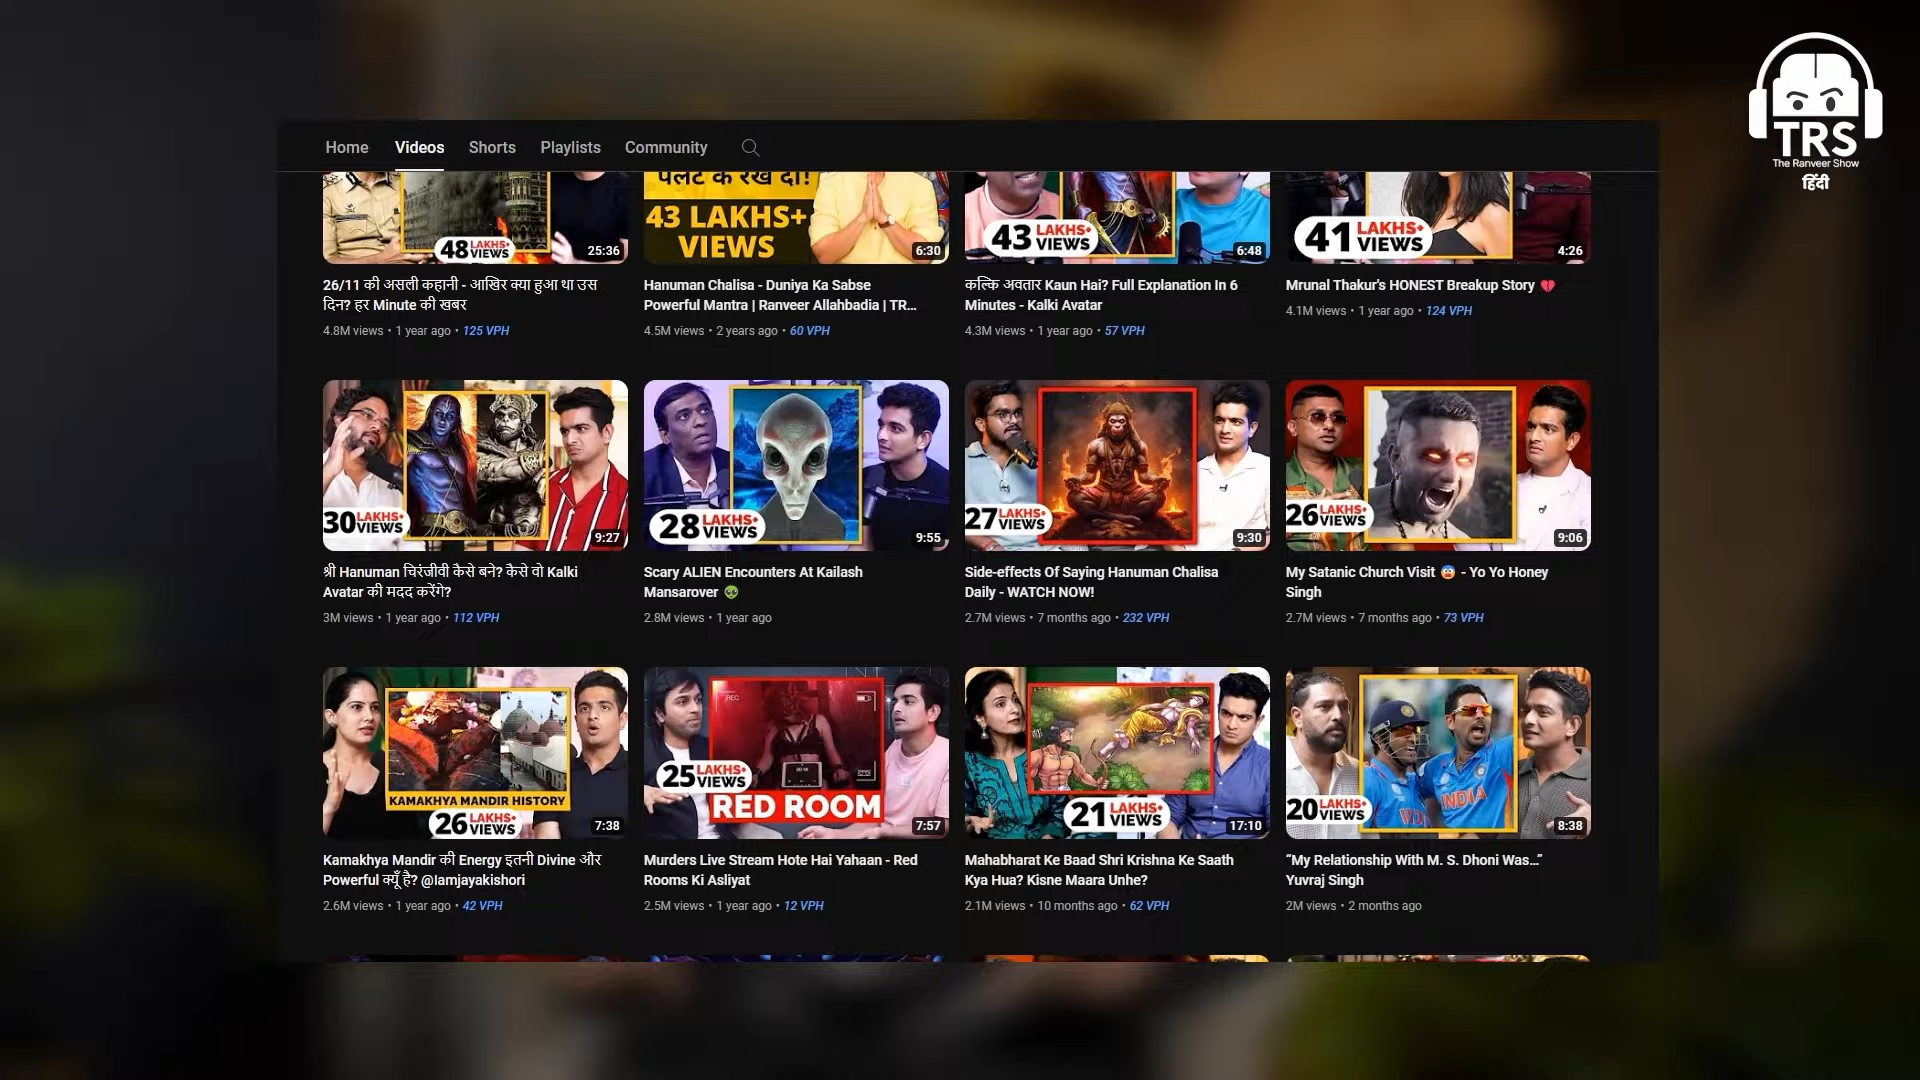 TRS
The Ranveer Show
हिंदी
Home Videos Shorts Playlists Community
48 LAKHS+ VIEWS
25:36
पलट के रख दी!
43 LAKHS+
VIEWS
6:30
43 LAKHS+ VIEWS
6:48
41 LAKHS+ VIEWS
4:26
26/11 की असली कहानी - आखिर क्या हुआ था उस
दिन? हर Minute की खबर
4.8M views • 1 year ago • 125 VPH
Hanuman Chalisa - Duniya Ka Sabse
Powerful Mantra | Ranveer Allahbadia | TR...
4.5M views • 2 years ago • 60 VPH
कल्कि अवतार Kaun Hai? Full Explanation In 6
Minutes - Kalki Avatar
4.3M views • 1 year ago • 57 VPH
Mrunal Thakur's HONEST Breakup Story 💔
4.1M views • 1 year ago • 124 VPH
30 LAKHS+ VIEWS
9:27
28 LAKHS+ VIEWS
9:55
27 LAKHS+ VIEWS
9:30
26 LAKHS+ VIEWS
9:06
श्री Hanuman चिरंजीवी कैसे बने? कैसे वो Kalki
Avatar की मदद करेंगे?
3M views • 1 year ago • 112 VPH
Scary ALIEN Encounters At Kailash
Mansarover 👽
2.8M views • 1 year ago
Side-effects Of Saying Hanuman Chalisa
Daily - WATCH NOW!
2.7M views • 7 months ago • 232 VPH
My Satanic Church Visit 😨 - Yo Yo Honey
Singh
2.7M views • 7 months ago • 73 VPH
KAMAKHYA MANDIR HISTORY
26 LAKHS+ VIEWS
7:38
REC
25 LAKHS+ VIEWS
RED ROOM
7:57
21 LAKHS+ VIEWS
17:10
INDIA
20 LAKHS+ VIEWS
8:38
Kamakhya Mandir की Energy इतनी Divine और
Powerful क्यूँ है? @Iamjayakishori
2.6M views • 1 year ago • 42 VPH
Murders Live Stream Hote Hai Yahaan - Red
Rooms Ki Asliyat
2.5M views • 1 year ago • 12 VPH
Mahabharat Ke Baad Shri Krishna Ke Saath
Kya Hua? Kisne Maara Unhe?
2.1M views • 10 months ago • 62 VPH
“My Relationship With M. S. Dhoni Was...”
Yuvraj Singh
2M views • 2 months ago